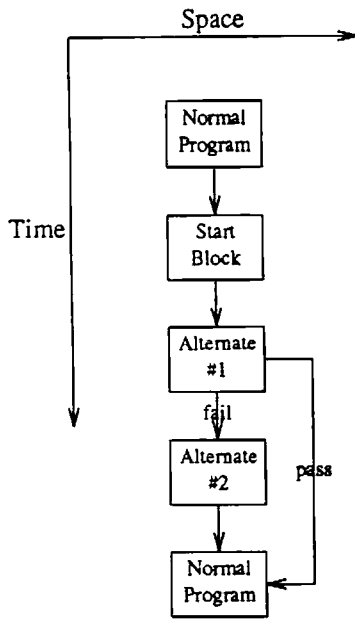 Space
Time
Normal
Program
Start
Block
Alternate
#1
fail
pass
Alternate
#2
Normal
Program